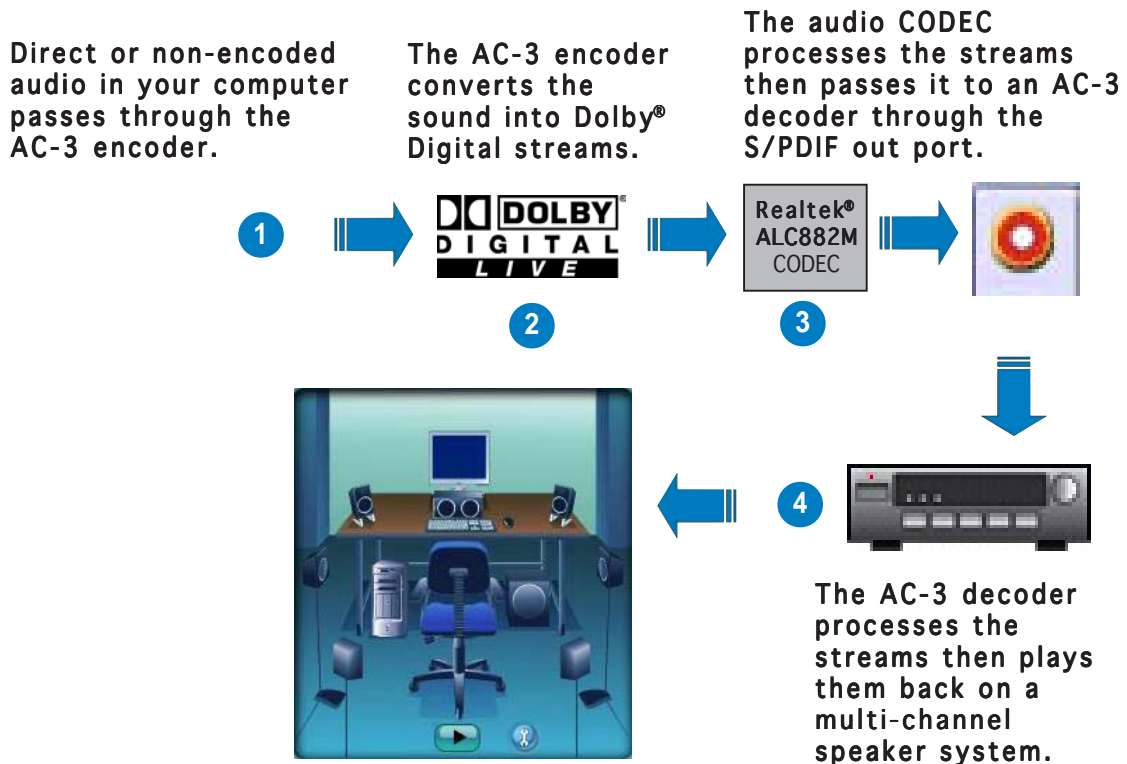 Direct or non-encoded
audio in your computer
passes through the
AC-3 encoder.
The AC-3 encoder
converts the
sound into Dolby®
Digital streams.
The audio CODEC
processes the streams
then passes it to an AC-3
decoder through the
S/PDIF out port.
1
DOLBY®
DIGITAL
LIVE
2
Realtek®
ALC882M
CODEC
3
4
The AC-3 decoder
processes the
streams then plays
them back on a
multi-channel
speaker system.